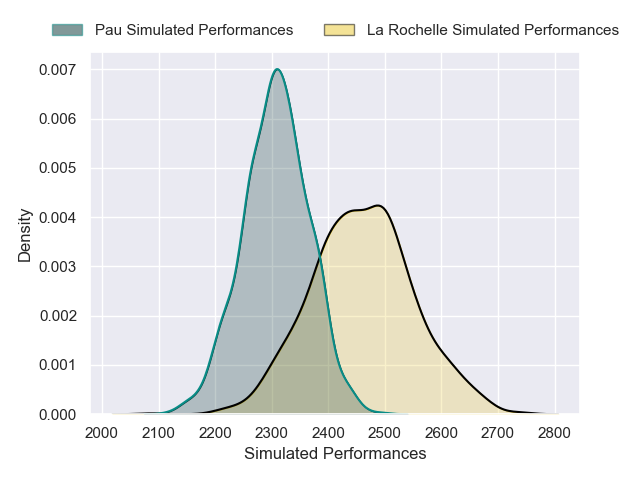 Pau Simulated Performances La Rochelle Simulated Performances
0.007
0.006
0.005
0.004
0.003
0.002
0.001
0.000
Density
2000 2100 2200 2300 2400 2500 2600 2700 2800
Simulated Performances